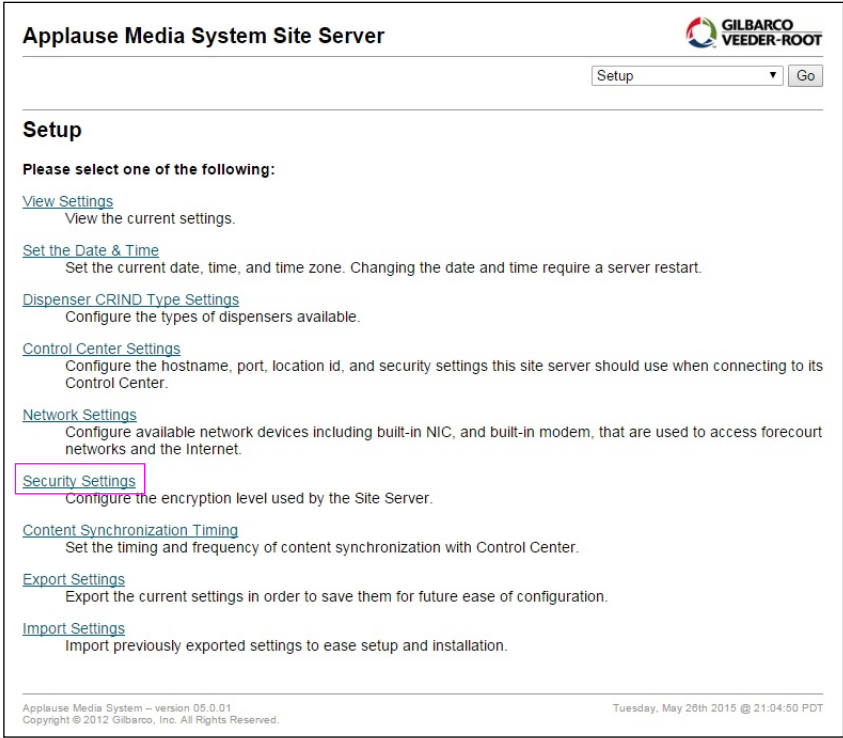 Applause Media System Site Server
GILBARCO
VEEDER-ROOT
Setup
Go
Setup
Please select one of the following:
View Settings
View the current settings.
Set the Date & Time
Set the current date, time, and time zone. Changing the date and time require a server restart.
Dispenser CRIND Type Settings
Configure the types of dispensers available.
Control Center Settings
Configure the hostname, port, location id, and security settings this site server should use when connecting to its
Control Center.
Network Settings
Configure available network devices including built-in NIC, and built-in modem, that are used to access forecourt
networks and the Internet.
Security Settings
Configure the encryption level used by the Site Server.
Content Synchronization Timing
Set the timing and frequency of content synchronization with Control Center.
Export Settings
Export the current settings in order to save them for future ease of configuration.
Import Settings
Import previously exported settings to ease setup and installation.
Applause Media System – version 05.0.01
Tuesday, May 26th 2015 @ 21:04:50 PDT
Copyright © 2012 Gilbarco, Inc. All Rights Reserved.